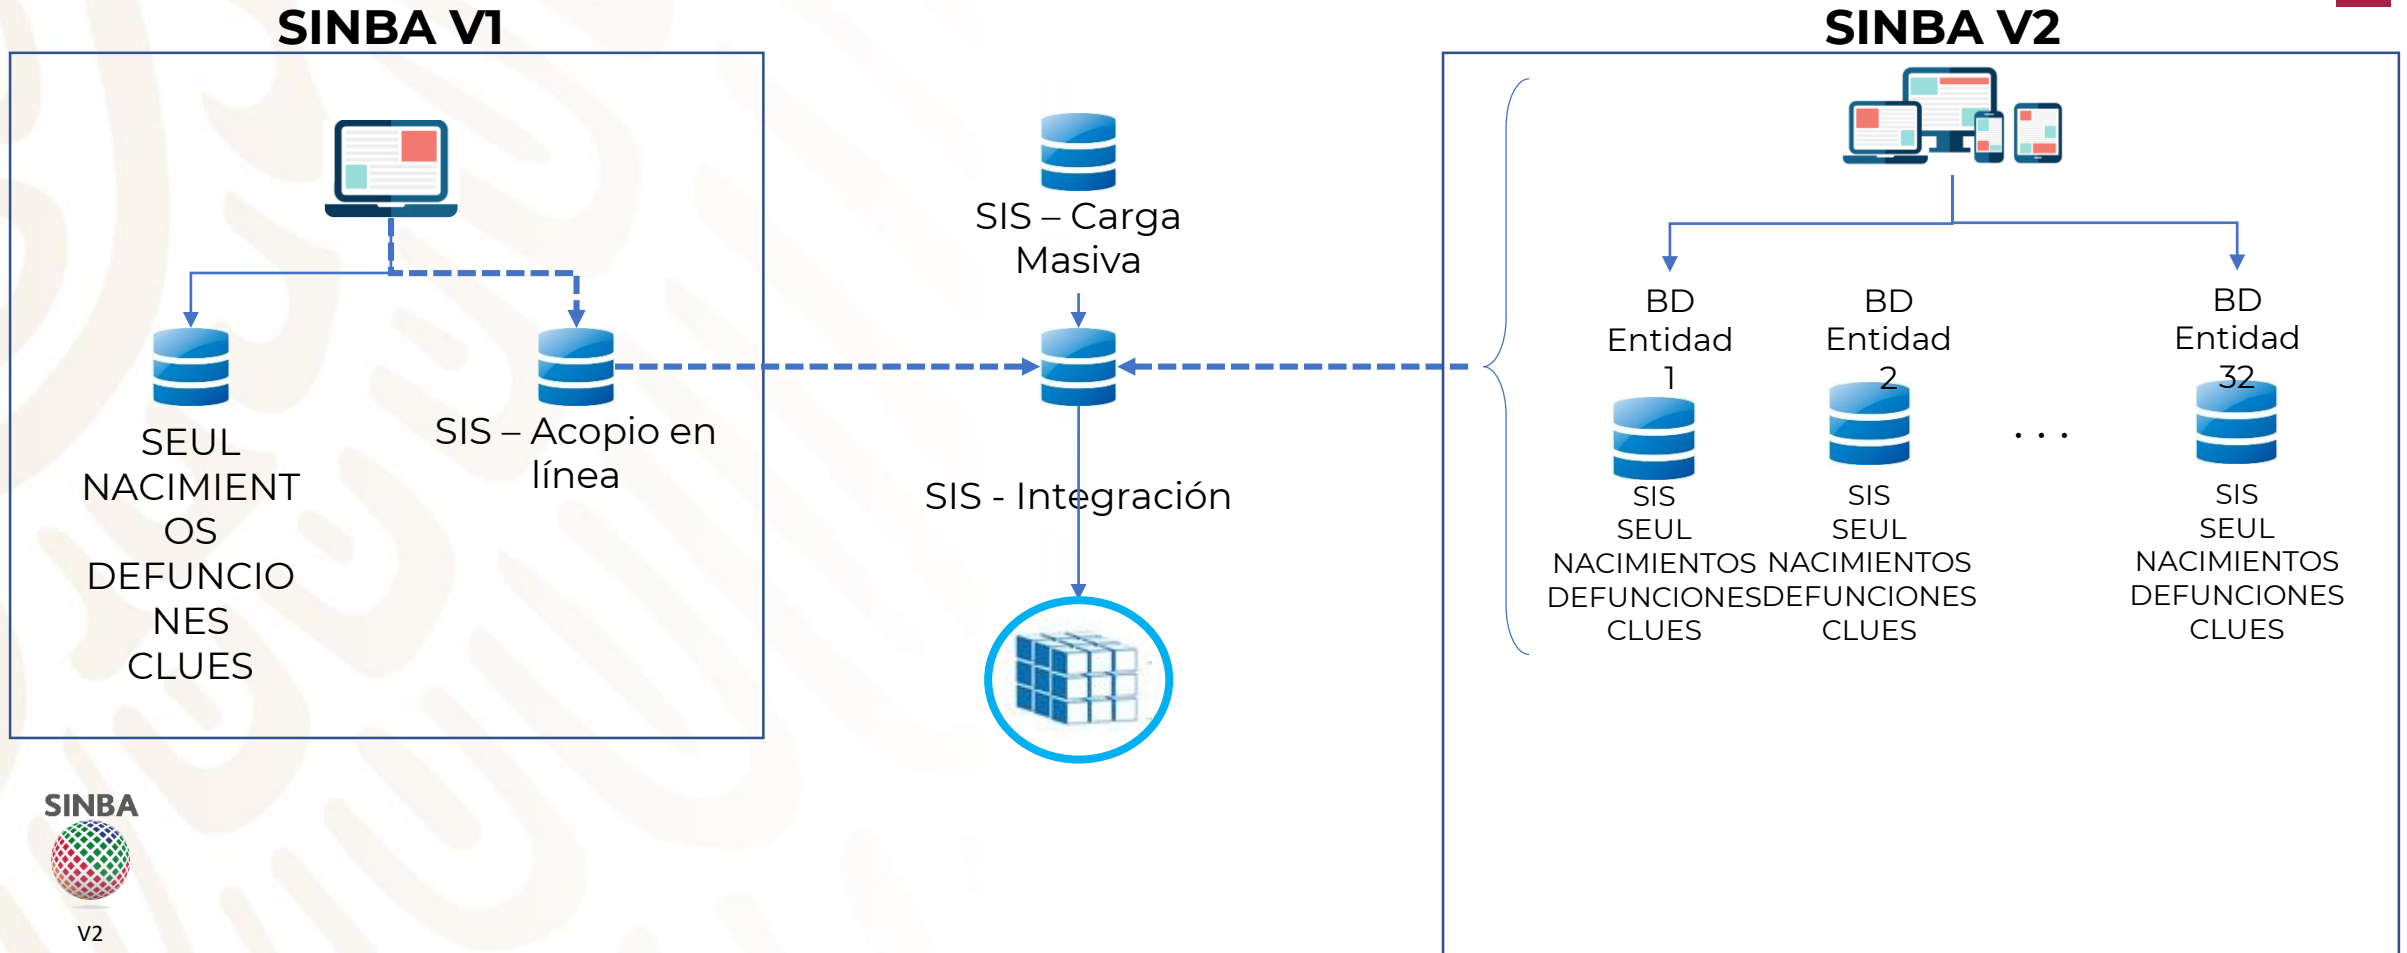 SINBA V1
SEUL
NACIMIENT
OS
DEFUNCIO
NES
CLUES
SIS – Acopio en
línea
SIS – Carga
Masiva
SIS - Integración
SINBA V2
BD
Entidad
1
SIS
SEUL
NACIMIENTOS
DEFUNCIONES
CLUES
BD
Entidad
2
SIS
SEUL
NACIMIENTOS
DEFUNCIONES
CLUES
. . .
BD
Entidad
32
SIS
SEUL
NACIMIENTOS
DEFUNCIONES
CLUES
SINBA
V2